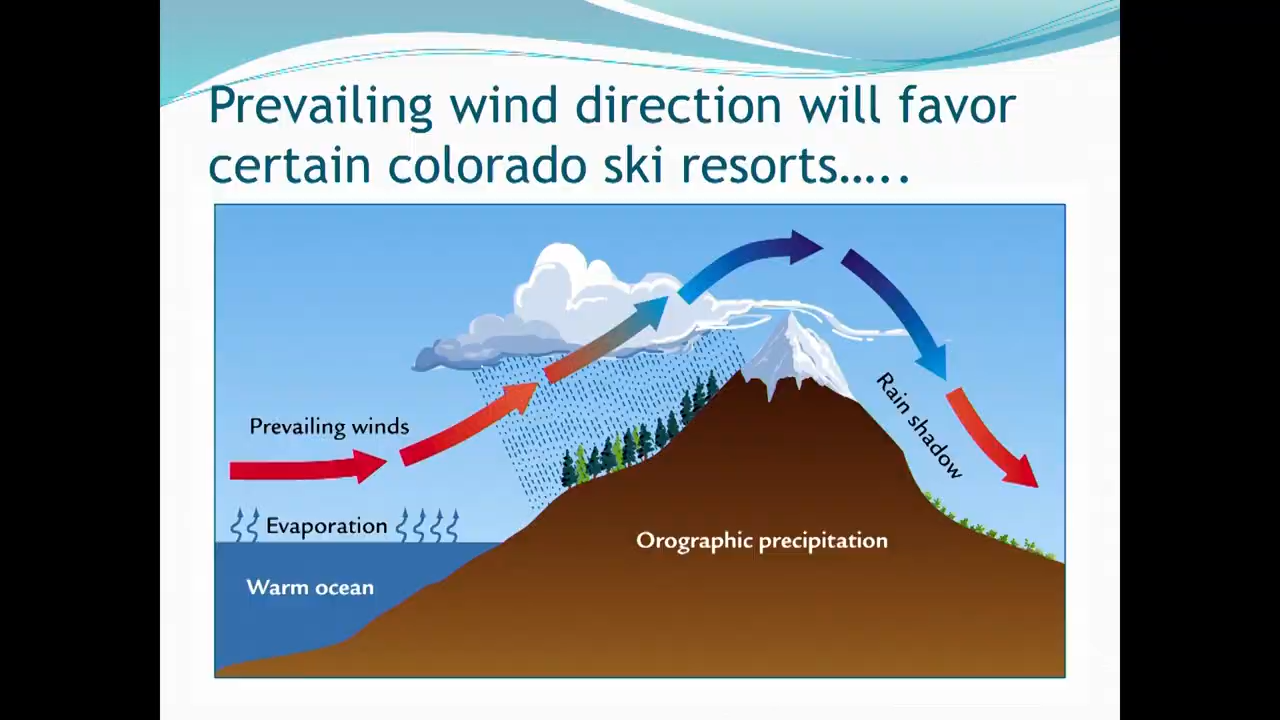 Prevailing wind direction will favor
certain colorado ski resorts.....
Prevailing winds
Rain shadow
Evaporation
Orographic precipitation
Warm ocean